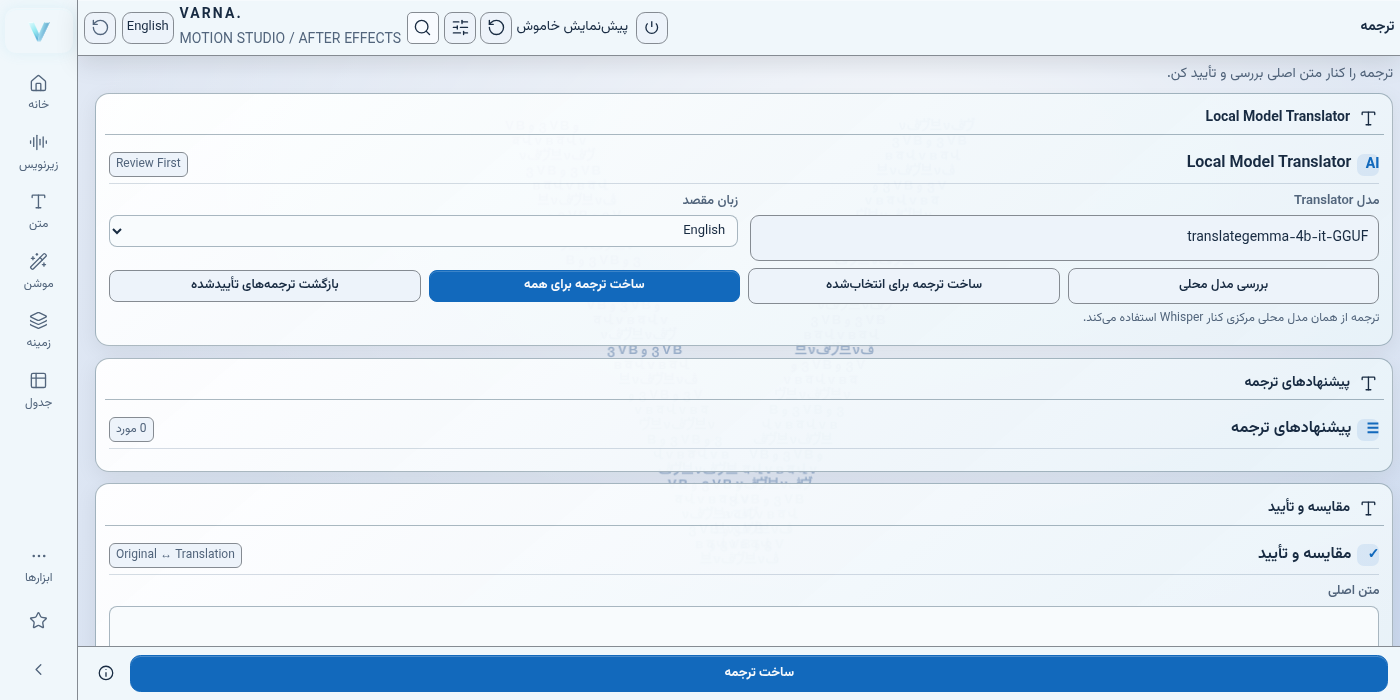 ترجمه
پیش‌نمایش خاموش
VARNA.
MOTION STUDIO / AFTER EFFECTS
English
خانه
زیرنویس
متن
موشن
زمینه
جدول
ابزارها
ترجمه را کنار متن اصلی بررسی و تأیید کن.
Local Model Translator
AI Local Model Translator
Review First
مدل Translator
translategemma-4b-it-GGUF
زبان مقصد
English
بررسی مدل محلی
ساخت ترجمه برای انتخاب‌شده
ساخت ترجمه برای همه
بازگشت ترجمه‌های تأییدشده
ترجمه از همان مدل محلی مرکزی کنار Whisper استفاده می‌کند.
پیشنهادهای ترجمه
پیشنهادهای ترجمه
0 مورد
مقایسه و تأیید
مقایسه و تأیید
Original ↔ Translation
متن اصلی
ساخت ترجمه